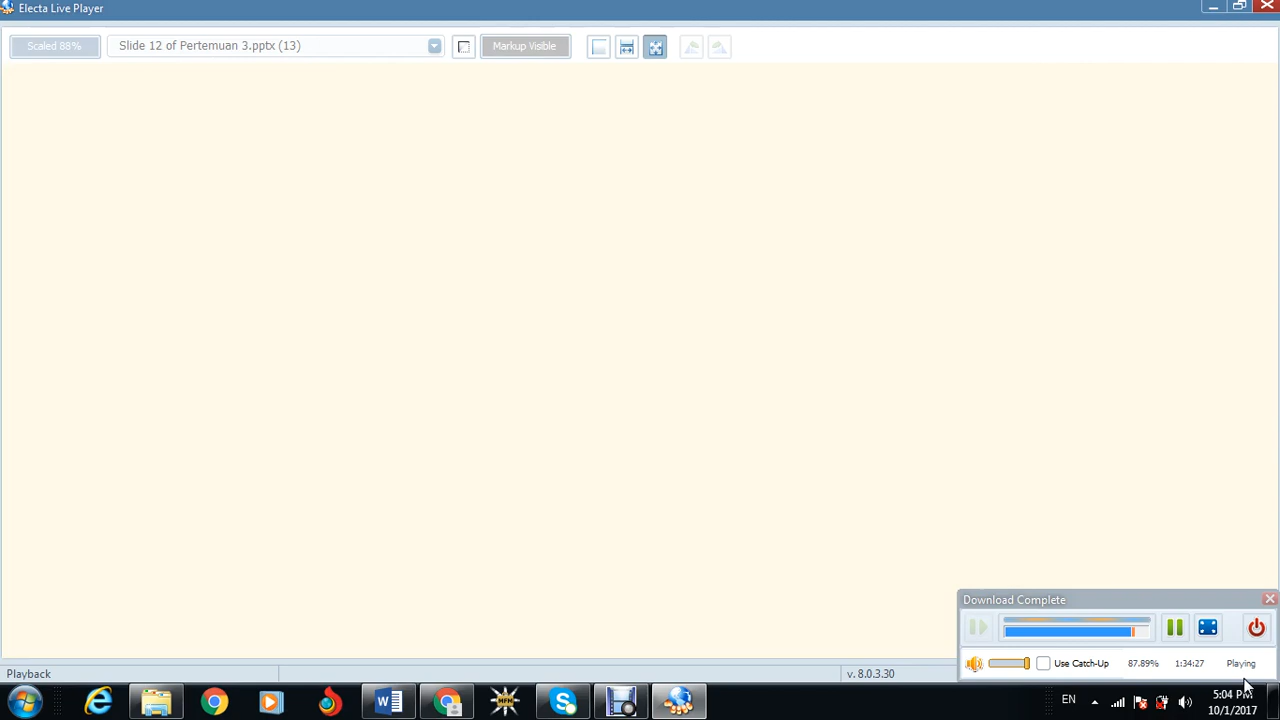 Electa Live Player
Scaled 88%
Slide 12 of Pertemuan 3.pptx (13)
Markup Visible
Download Complete
Use Catch-Up
87.89%
1:34:27
Playing
Playback
v. 8.0.3.30
EN
5:04 PM
10/1/2017